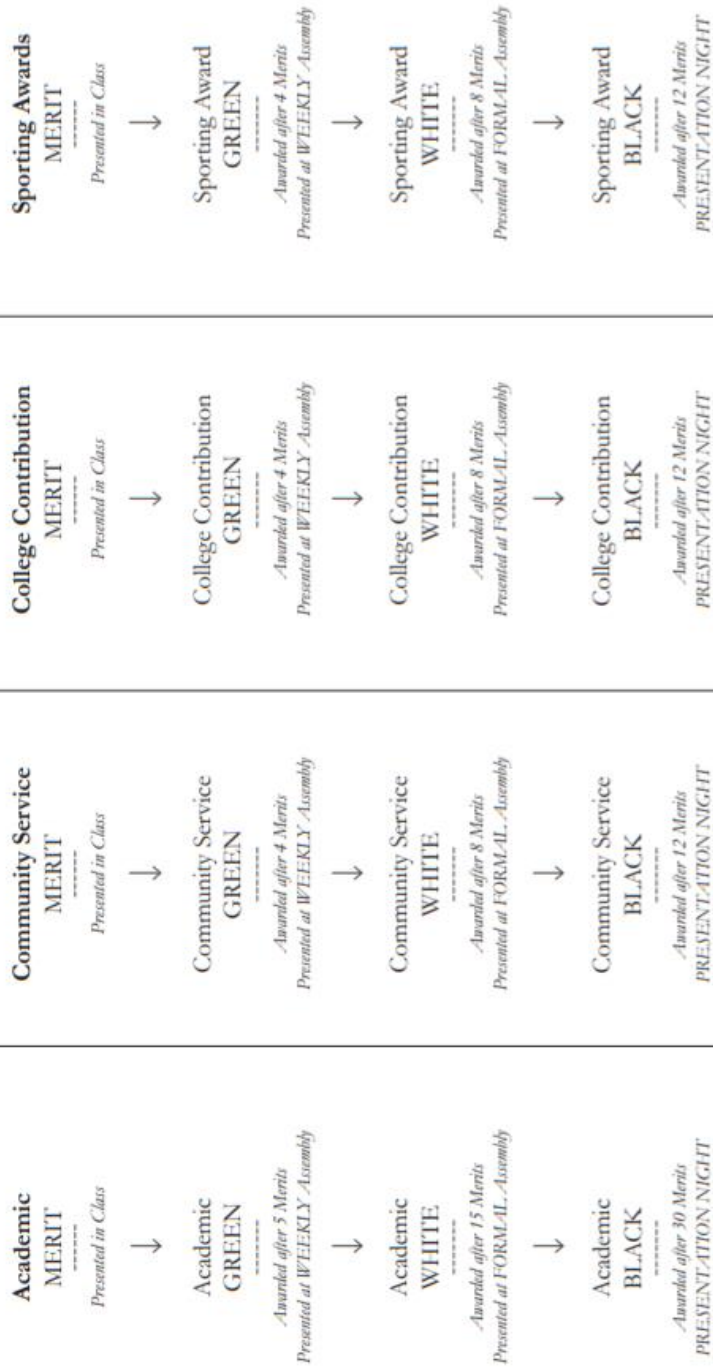 Academic
MERIT
------
Presented in Class
↓
Academic
GREEN
-------
Awarded after 5 Merits
Presented at WEEKLY Assembly
↓
Academic
WHITE
-------
Awarded after 15 Merits
Presented at FORMAL Assembly
↓
Academic
BLACK
-------
Awarded after 30 Merits
PRESENTATION NIGHT
Community Service
MERIT
------
Presented in Class
↓
Community Service
GREEN
-------
Awarded after 4 Merits
Presented at WEEKLY Assembly
↓
Community Service
WHITE
-------
Awarded after 8 Merits
Presented at FORMAL Assembly
↓
Community Service
BLACK
-------
Awarded after 12 Merits
PRESENTATION NIGHT
College Contribution
MERIT
------
Presented in Class
↓
College Contribution
GREEN
-------
Awarded after 4 Merits
Presented at WEEKLY Assembly
↓
College Contribution
WHITE
-------
Awarded after 8 Merits
Presented at FORMAL Assembly
↓
College Contribution
BLACK
-------
Awarded after 12 Merits
PRESENTATION NIGHT
Sporting Awards
MERIT
------
Presented in Class
↓
Sporting Award
GREEN
-------
Awarded after 4 Merits
Presented at WEEKLY Assembly
↓
Sporting Award
WHITE
-------
Awarded after 8 Merits
Presented at FORMAL Assembly
↓
Sporting Award
BLACK
-------
Awarded after 12 Merits
PRESENTATION NIGHT